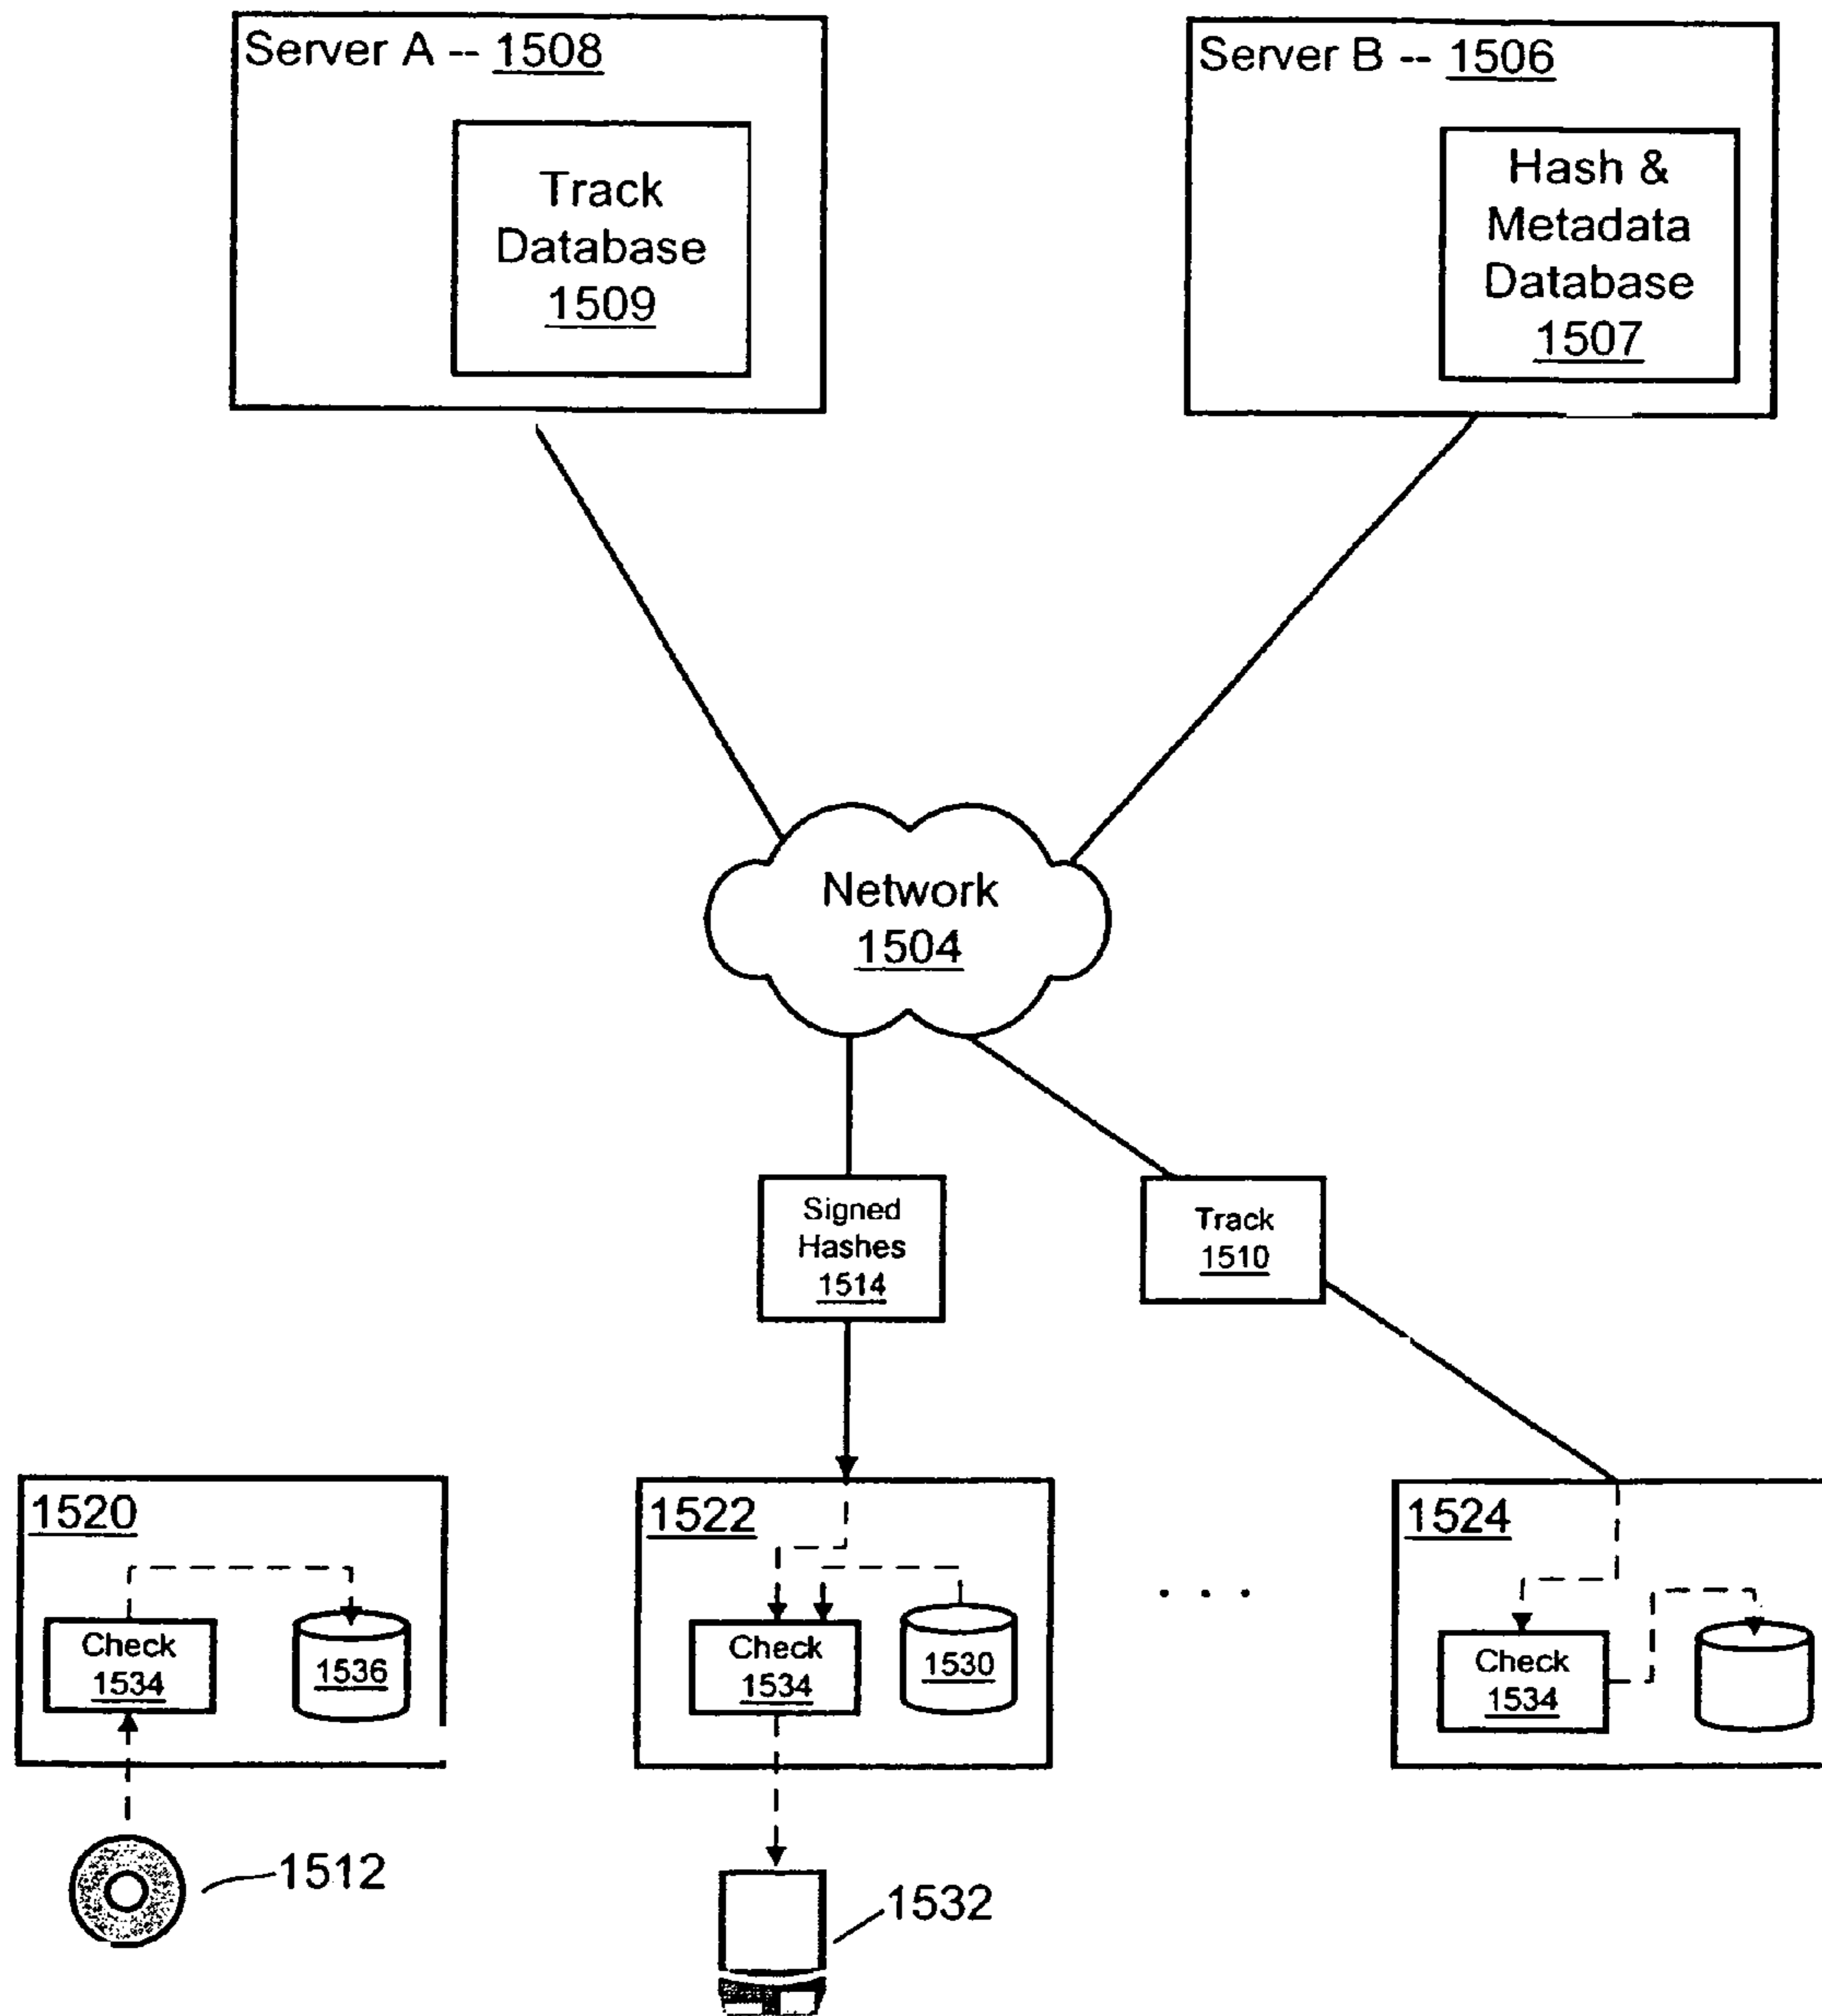 Server A -- 1508
Track
Database
1509
Server B -- 1506
Hash &
Metadata
Database
1507
Network
1504
Signed
Hashes
1514
Track
1510
1520
Check
1534
1536
1512
1522
Check
1534
1530
1532
. . .
1524
Check
1534